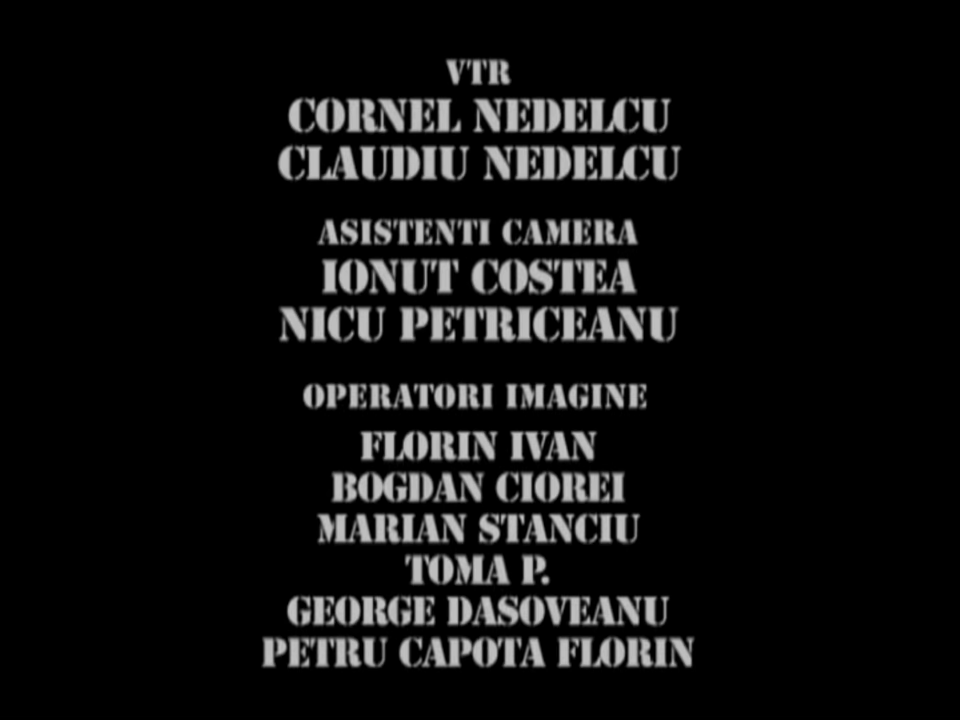 VTR
CORNEL NEDELCU
CLAUDIU NEDELCU
ASISTENTI CAMERA
IONUT COSTEA
NICU PETRICEANU
OPERATORI IMAGINE
FLORIN IVAN
BOGDAN CIOREI
MARIAN STANCIU
TOMA P.
GEORGE DASOVEANU
PETRU CAPOTA FLORIN